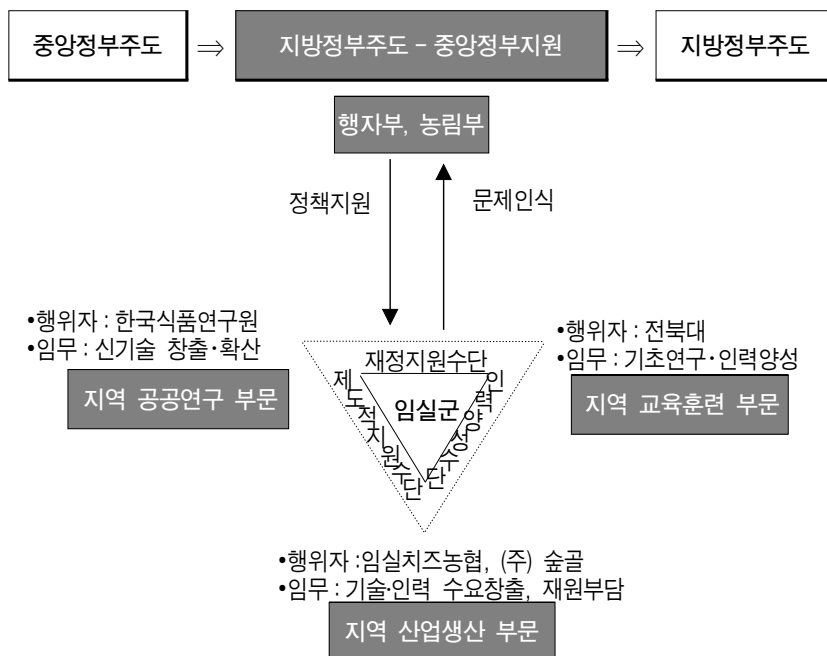 중앙정부주도 ⇒ 지방정부주도 – 중앙정부지원 ⇒ 지방정부주도
행자부, 농림부
정책지원 문제인식
•행위자 : 한국식품연구원
•임무 : 신기술 창출·확산
지역 공공연구 부문
•행위자 : 전북대
•임무 : 기초연구·인력양성
지역 교육훈련 부문
재정지원수단
제도적지원수단
인력양성수단
임실군
•행위자 :임실치즈농협, (주) 숲골
•임무 : 기술·인력 수요창출, 재원부담
지역 산업생산 부문